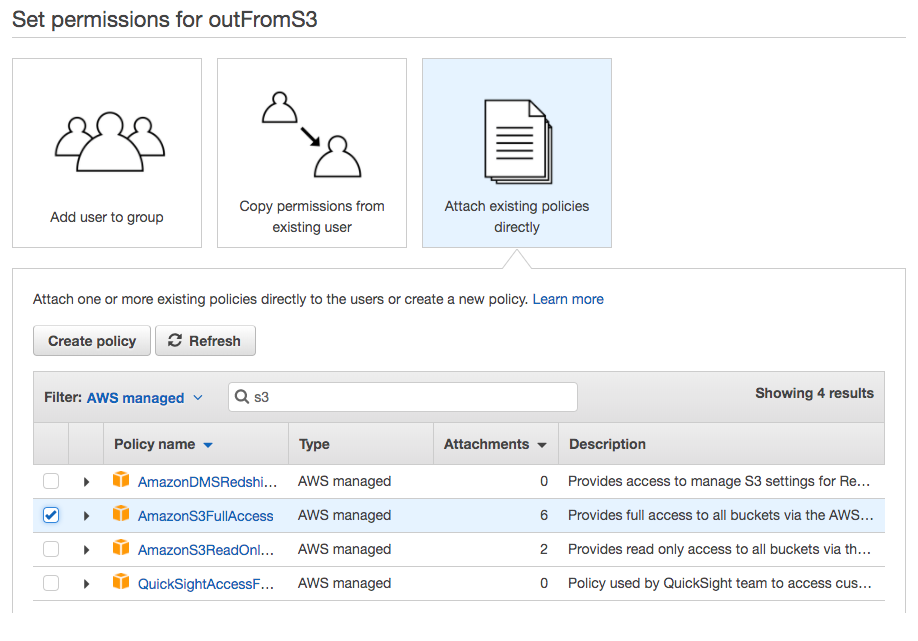 Set permissions for outFromS3
Add user to group
Copy permissions from
existing user
Attach existing policies
directly
Attach one or more existing policies directly to the users or create a new policy. Learn more
Create policy Refresh
Filter: AWS managed s3 Showing 4 results
Policy name Type Attachments Description
AmazonDMSRedshi... AWS managed 0 Provides access to manage S3 settings for Re...
AmazonS3FullAccess AWS managed 6 Provides full access to all buckets via the AWS...
AmazonS3ReadOnl... AWS managed 2 Provides read only access to all buckets via th...
QuickSightAccessF... AWS managed 0 Policy used by QuickSight team to access cus...